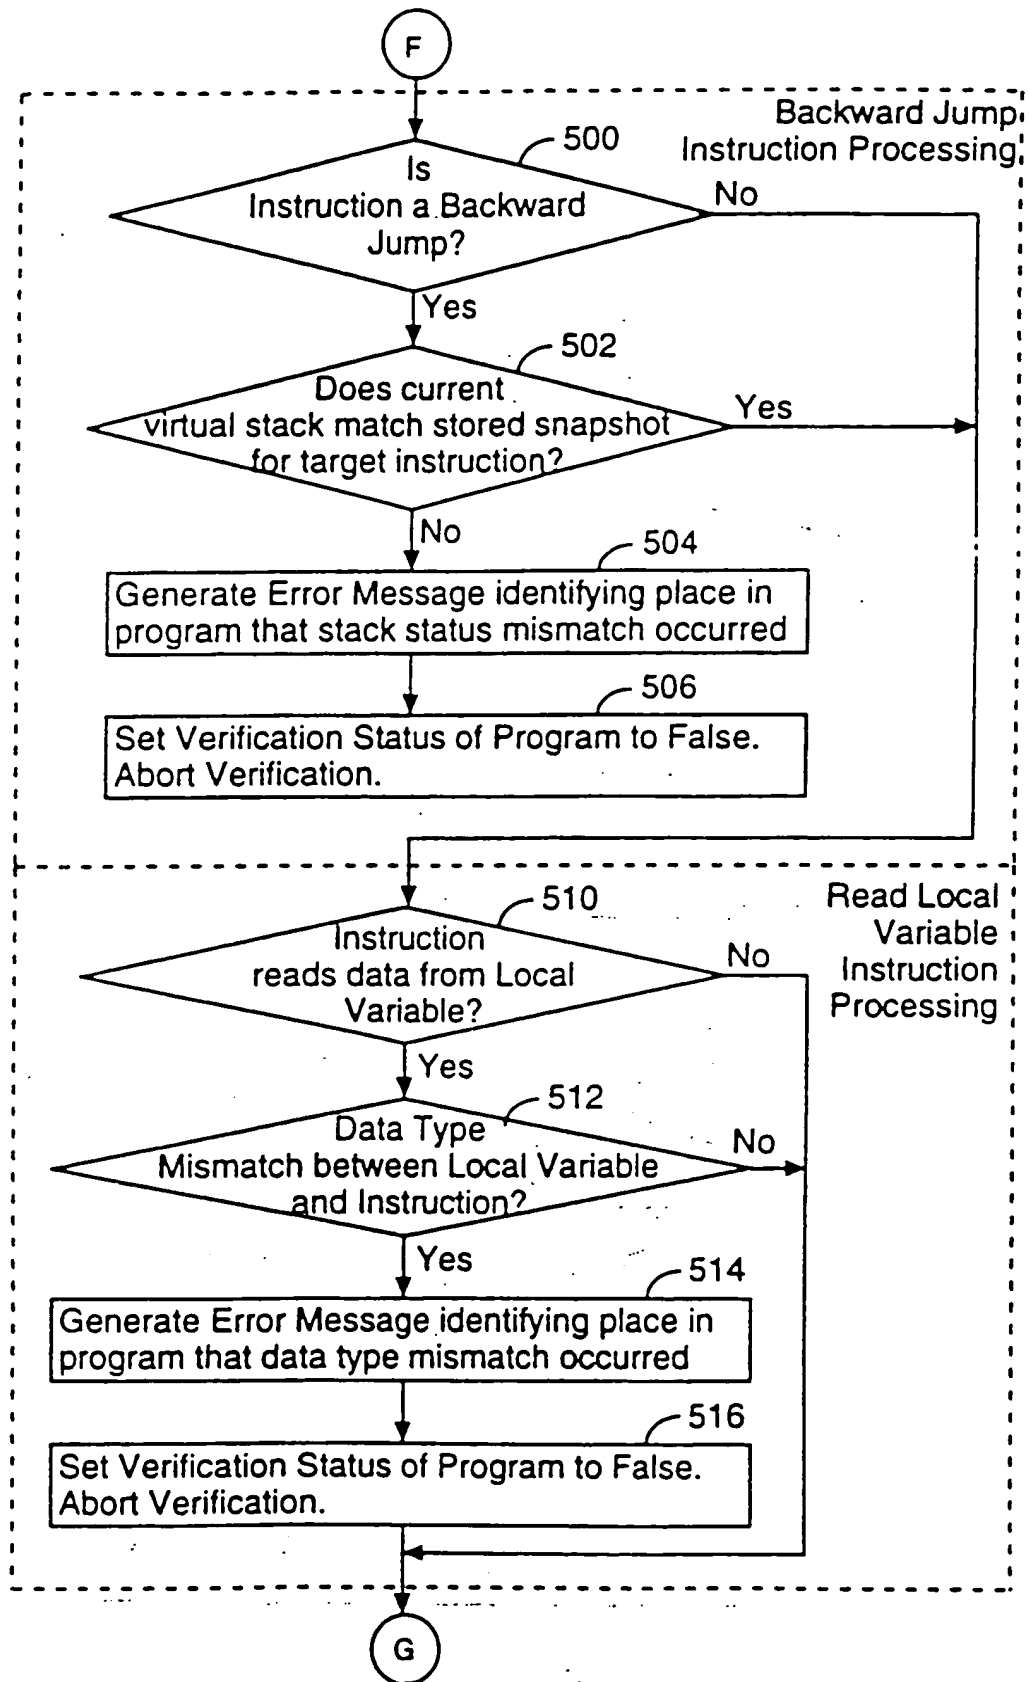 F
Backward Jump
Instruction Processing
500
Is
Instruction a Backward
Jump?
No
Yes
502
Does current
virtual stack match stored snapshot
for target instruction?
Yes
No
504
Generate Error Message identifying place in
program that stack status mismatch occurred
506
Set Verification Status of Program to False.
Abort Verification.
Read Local
Variable
Instruction
Processing
510
Instruction
reads data from Local
Variable?
No
Yes
512
Data Type
Mismatch between Local Variable
and Instruction?
No
Yes
514
Generate Error Message identifying place in
program that data type mismatch occurred
516
Set Verification Status of Program to False.
Abort Verification.
G